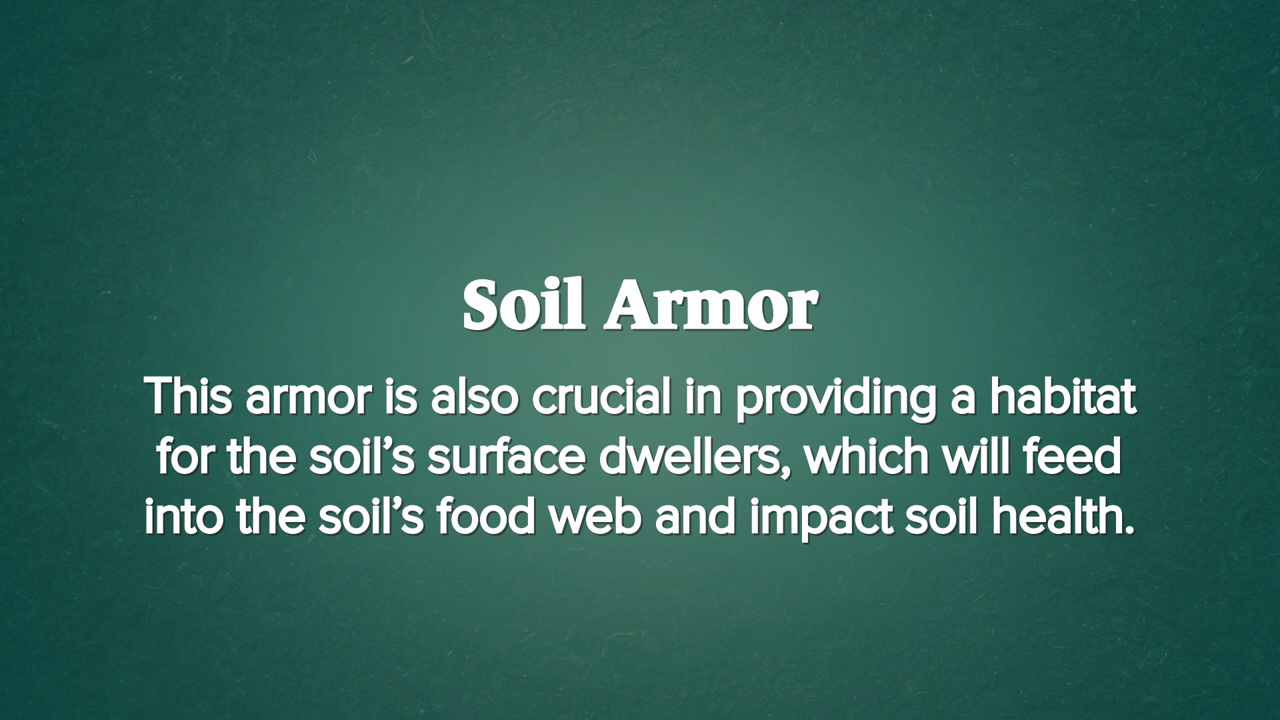 Soil Armor
This armor is also crucial in providing a habitat
for the soil’s surface dwellers, which will feed
into the soil’s food web and impact soil health.